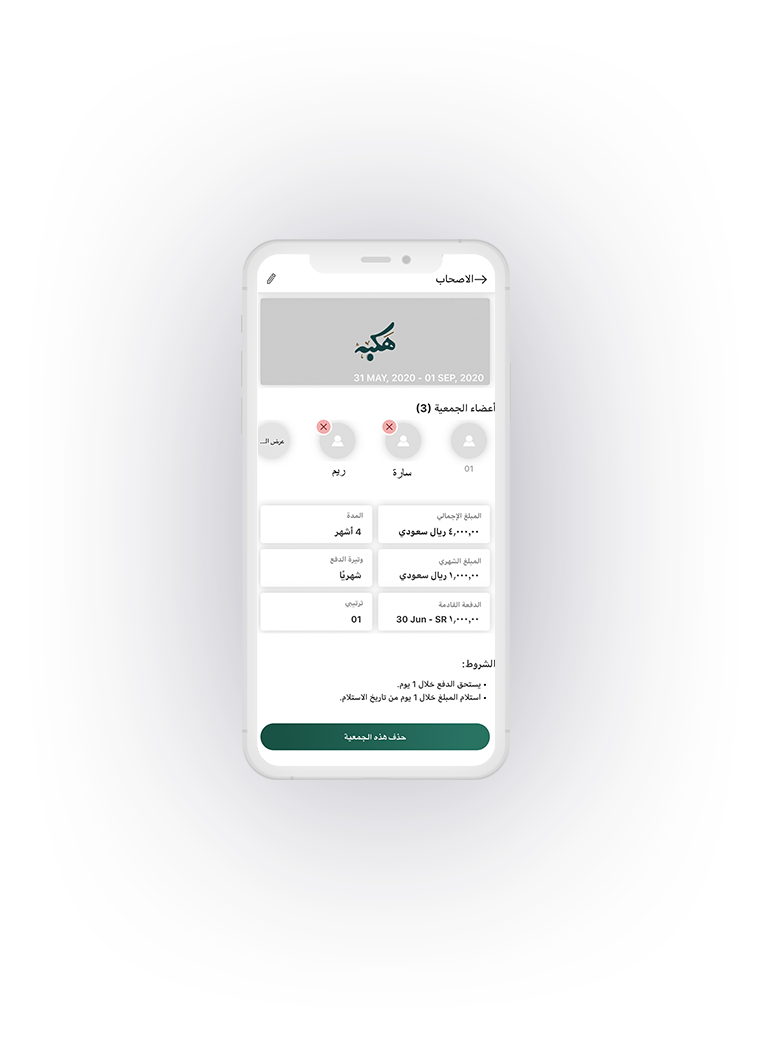 الاصحاب
هكبه
31 MAY, 2020 - 01 SEP, 2020
أعضاء الجمعية (3)
01
سارة
ريم
عرض الـ...
المبلغ الإجمالي
٤,٠٠٠,٠٠ ريال سعودي
المدة
4 أشهر
المبلغ الشهري
١,٠٠٠,٠٠ ريال سعودي
وتيرة الدفع
شهريًا
الدفعة القادمة
30 Jun - SR ١,٠٠٠,٠٠
ترتيبي
01
الشروط:
• يستحق الدفع خلال 1 يوم.
• استلام المبلغ خلال 1 يوم من تاريخ الاستلام.
حذف هذه الجمعية